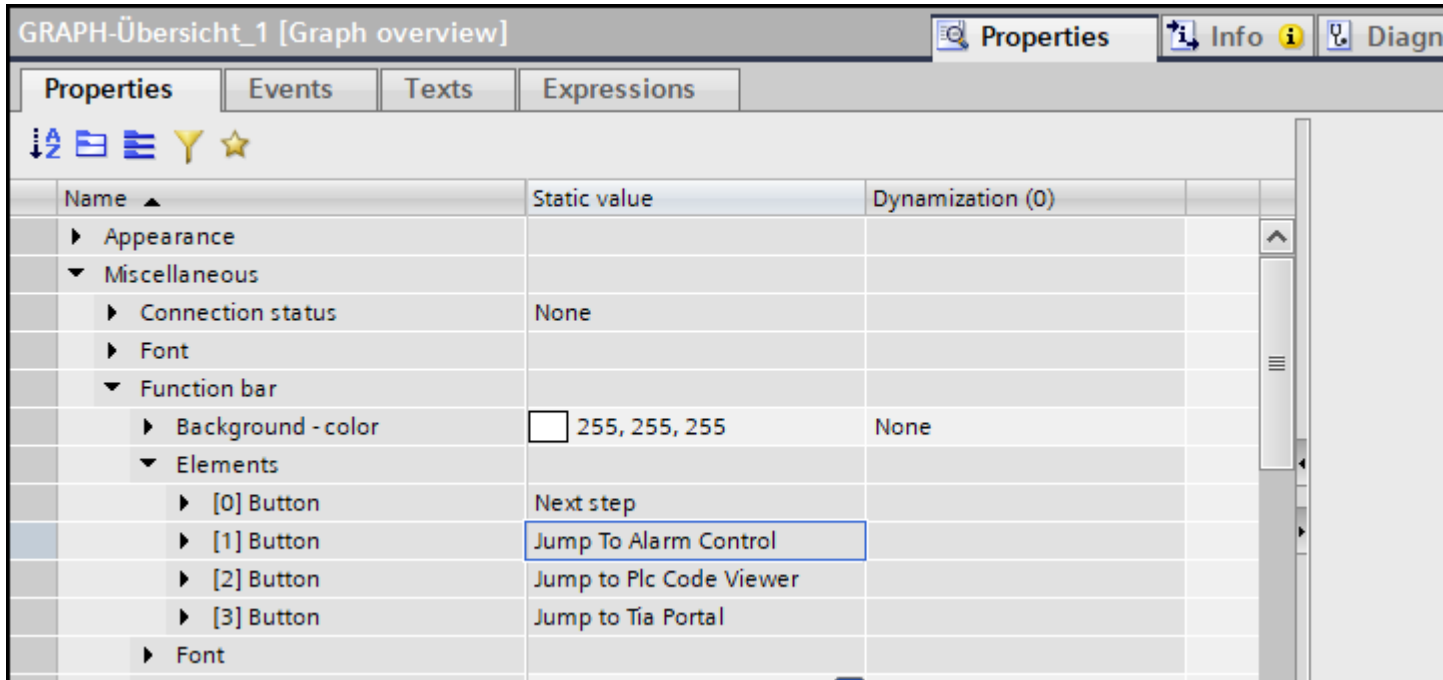 GRAPH-Übersicht_1 [Graph overview] Properties Info Diagn
Properties Events Texts Expressions
Name Static value Dynamization (0)
Appearance
Miscellaneous
Connection status None
Font
Function bar
Background - color 255, 255, 255 None
Elements
[0] Button Next step
[1] Button Jump To Alarm Control
[2] Button Jump to Plc Code Viewer
[3] Button Jump to Tia Portal
Font